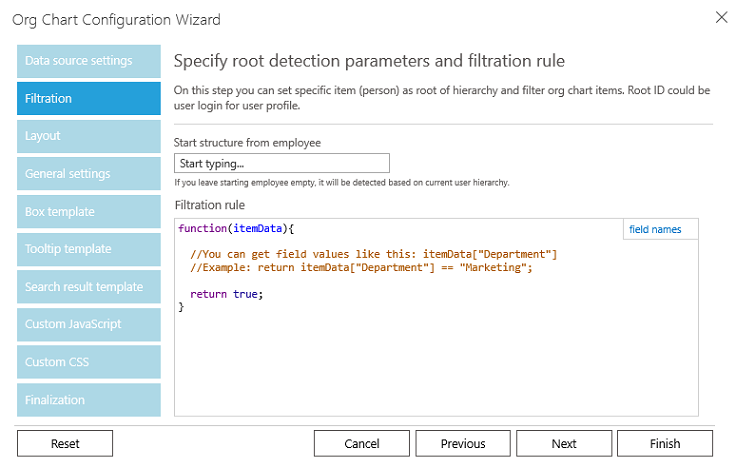 Org Chart Configuration Wizard
Data source settings
Filtration
Layout
General settings
Box template
Tooltip template
Search result template
Custom JavaScript
Custom CSS
Finalization
Specify root detection parameters and filtration rule
On this step you can set specific item (person) as root of hierarchy and filter org chart items. Root ID could be
user login for user profile.
Start structure from employee
Start typing...
If you leave starting employee empty, it will be detected based on current user hierarchy.
Filtration rule
field names
function(itemData){
//You can get field values like this: itemData["Department"]
//Example: return itemData["Department"] == "Marketing";
return true;
}
Reset
Cancel
Previous
Next
Finish